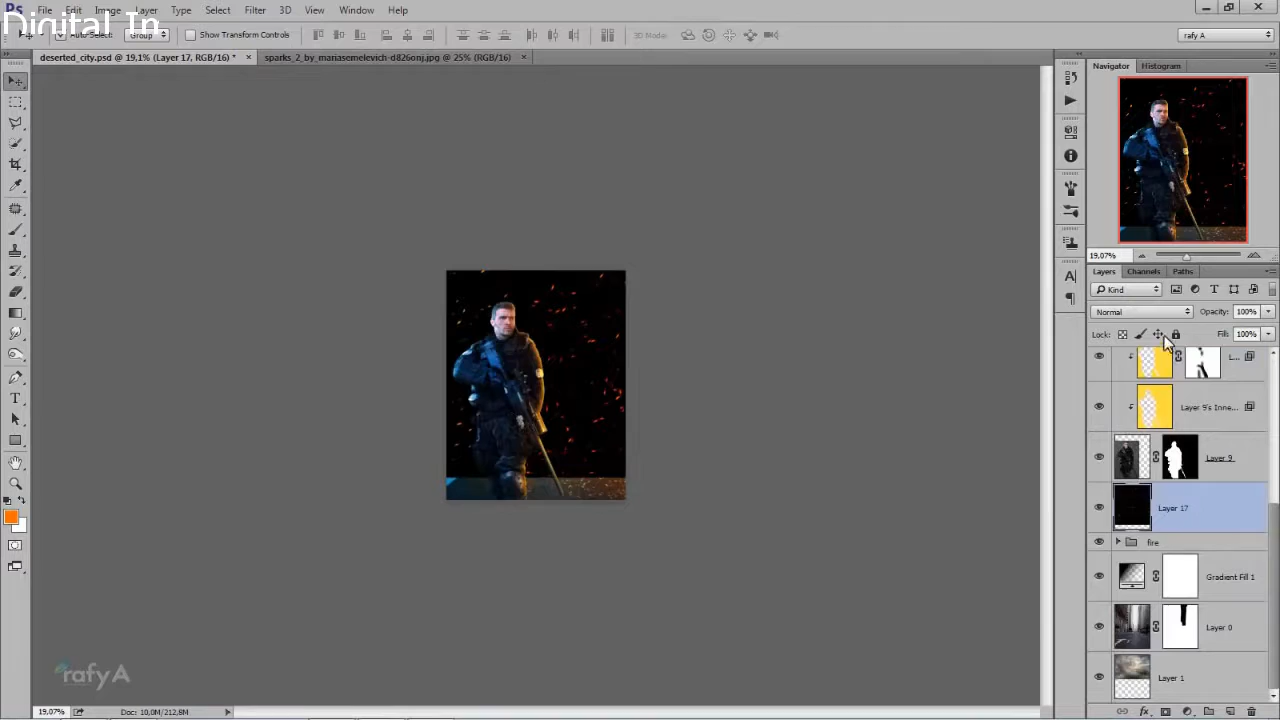 Ps File Edit Image Layer Type Select Filter 3D View Window Help
Digital In
Auto-Select: Group Show Transform Controls 3D Mode: rafy A
deserted_city.psd @ 19,1% (Layer 17, RGB/16) * × sparks_2_by_mariasemelevich-d826onj.jpg @ 25% (RGB/16) ×
Navigator Histogram
19,07%
Layers Channels Paths
Kind
Normal Opacity: 100%
Lock: Fill: 100%
L...
Layer 9's Inne...
Layer 9
Layer 17
fire
Gradient Fill 1
Layer 0
Layer 1
rafy A
19,07% Doc: 10,0M/212,8M